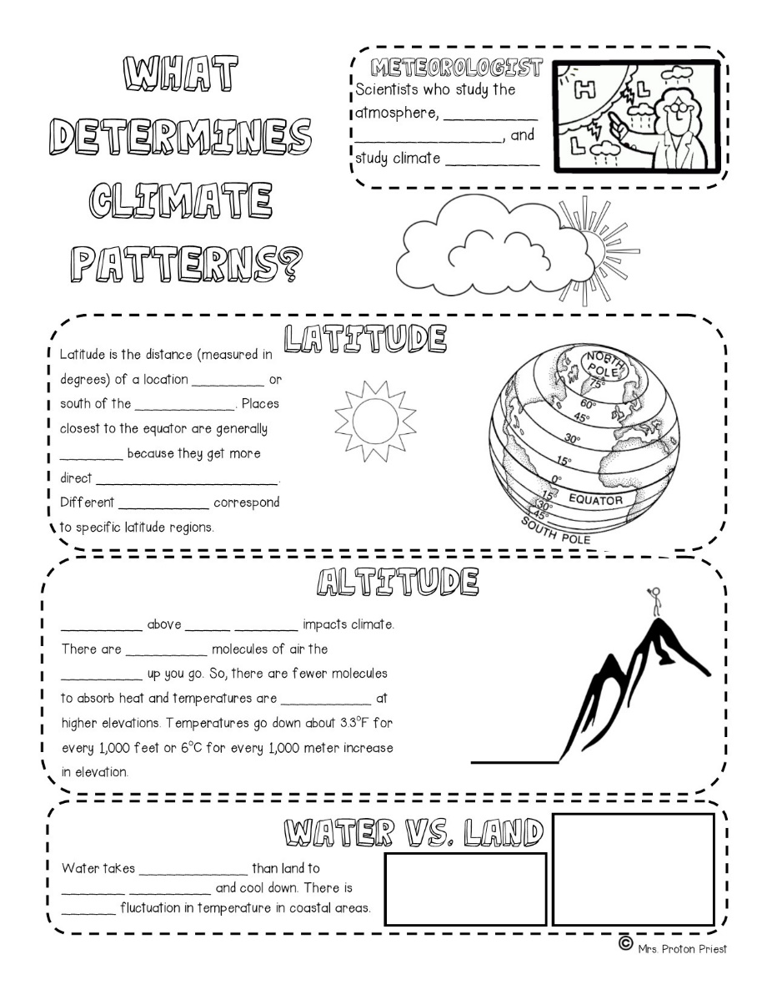 WHAT
DETERMINES
CLIMATE
PATTERNS?
METEOROLOGIST
Scientists who study the
atmosphere, ____________
___________________, and
study climate ____________
H
L
L
LATITUDE
Latitude is the distance (measured in
degrees) of a location _________ or
south of the _____________. Places
closest to the equator are generally
________ because they get more
direct _______________________.
Different ____________ correspond
to specific latitude regions.
NORTH
POLE
75°
60°
45°
30°
15°
0°
EQUATOR
15°
30°
45°
SOUTH POLE
ALTITUDE
__________ above ______ ________ impacts climate.
There are __________ molecules of air the
__________ up you go. So, there are fewer molecules
to absorb heat and temperatures are ___________ at
higher elevations. Temperatures go down about 3.3°F for
every 1,000 feet or 6°C for every 1,000 meter increase
in elevation.
WATER VS. LAND
Water takes ______________ than land to
________ __________ and cool down. There is
_______ fluctuation in temperature in coastal areas.
© Mrs. Proton Priest